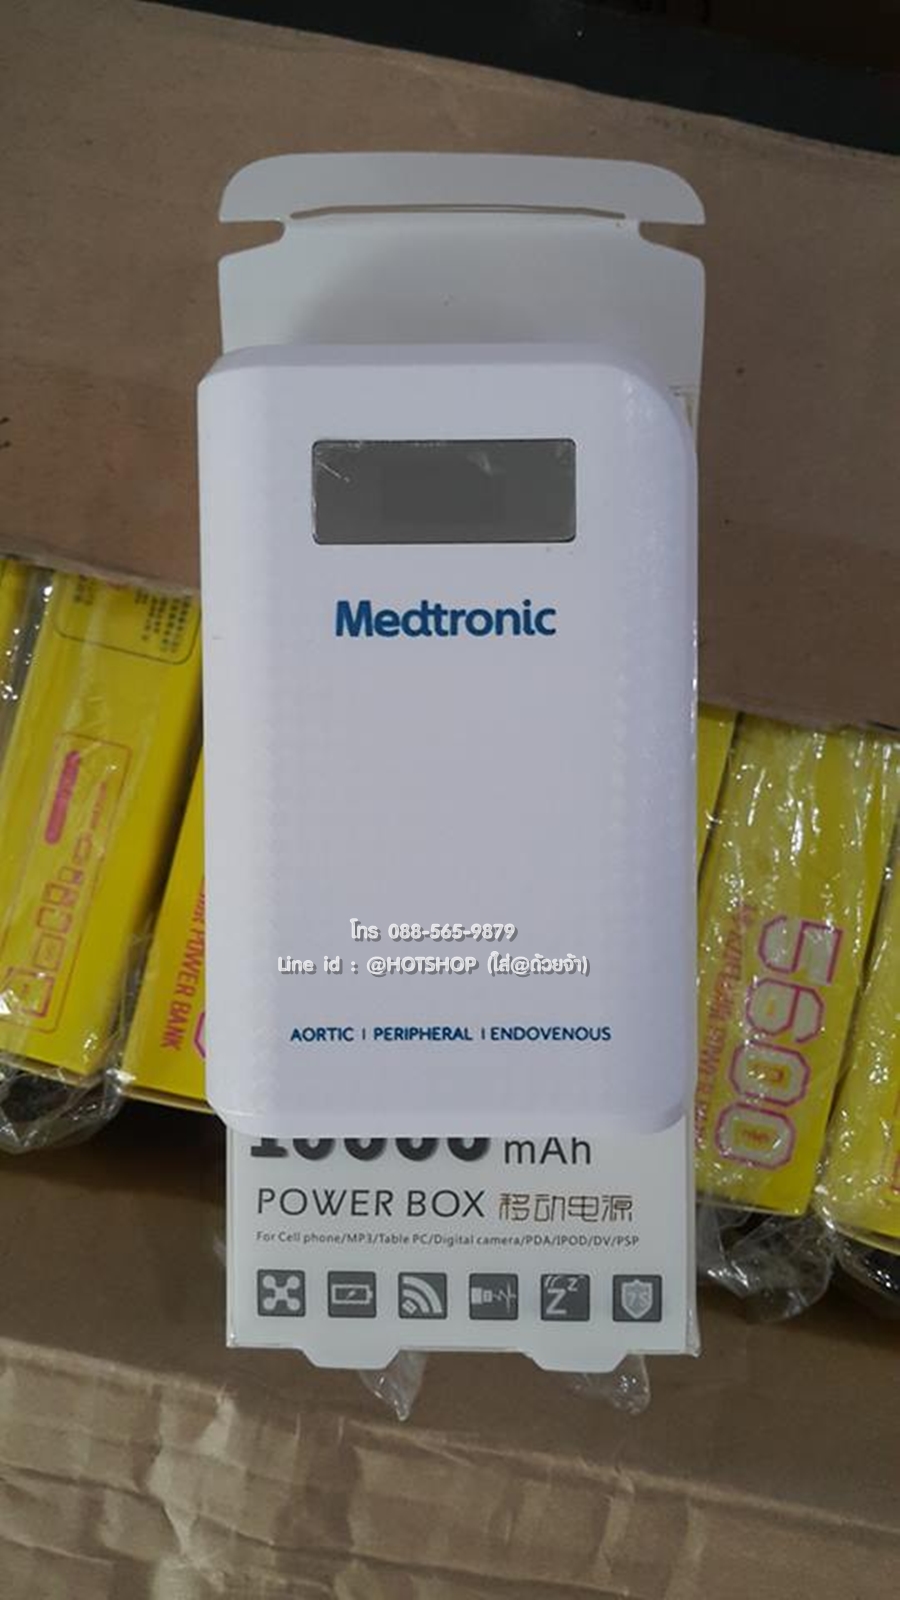 Medtronic
โทร 088-565-9879
Line id : @HOTSHOP (ใส่@ด้วยจ้า)
AORTIC | PERIPHERAL | ENDOVENOUS
mAh
POWER BOX 移动电源
For Cell phone/MP3/Table PC/Digital camera/PDA/IPOD/DV/PSP
Z Z Z
7S
POWER BANK
5600